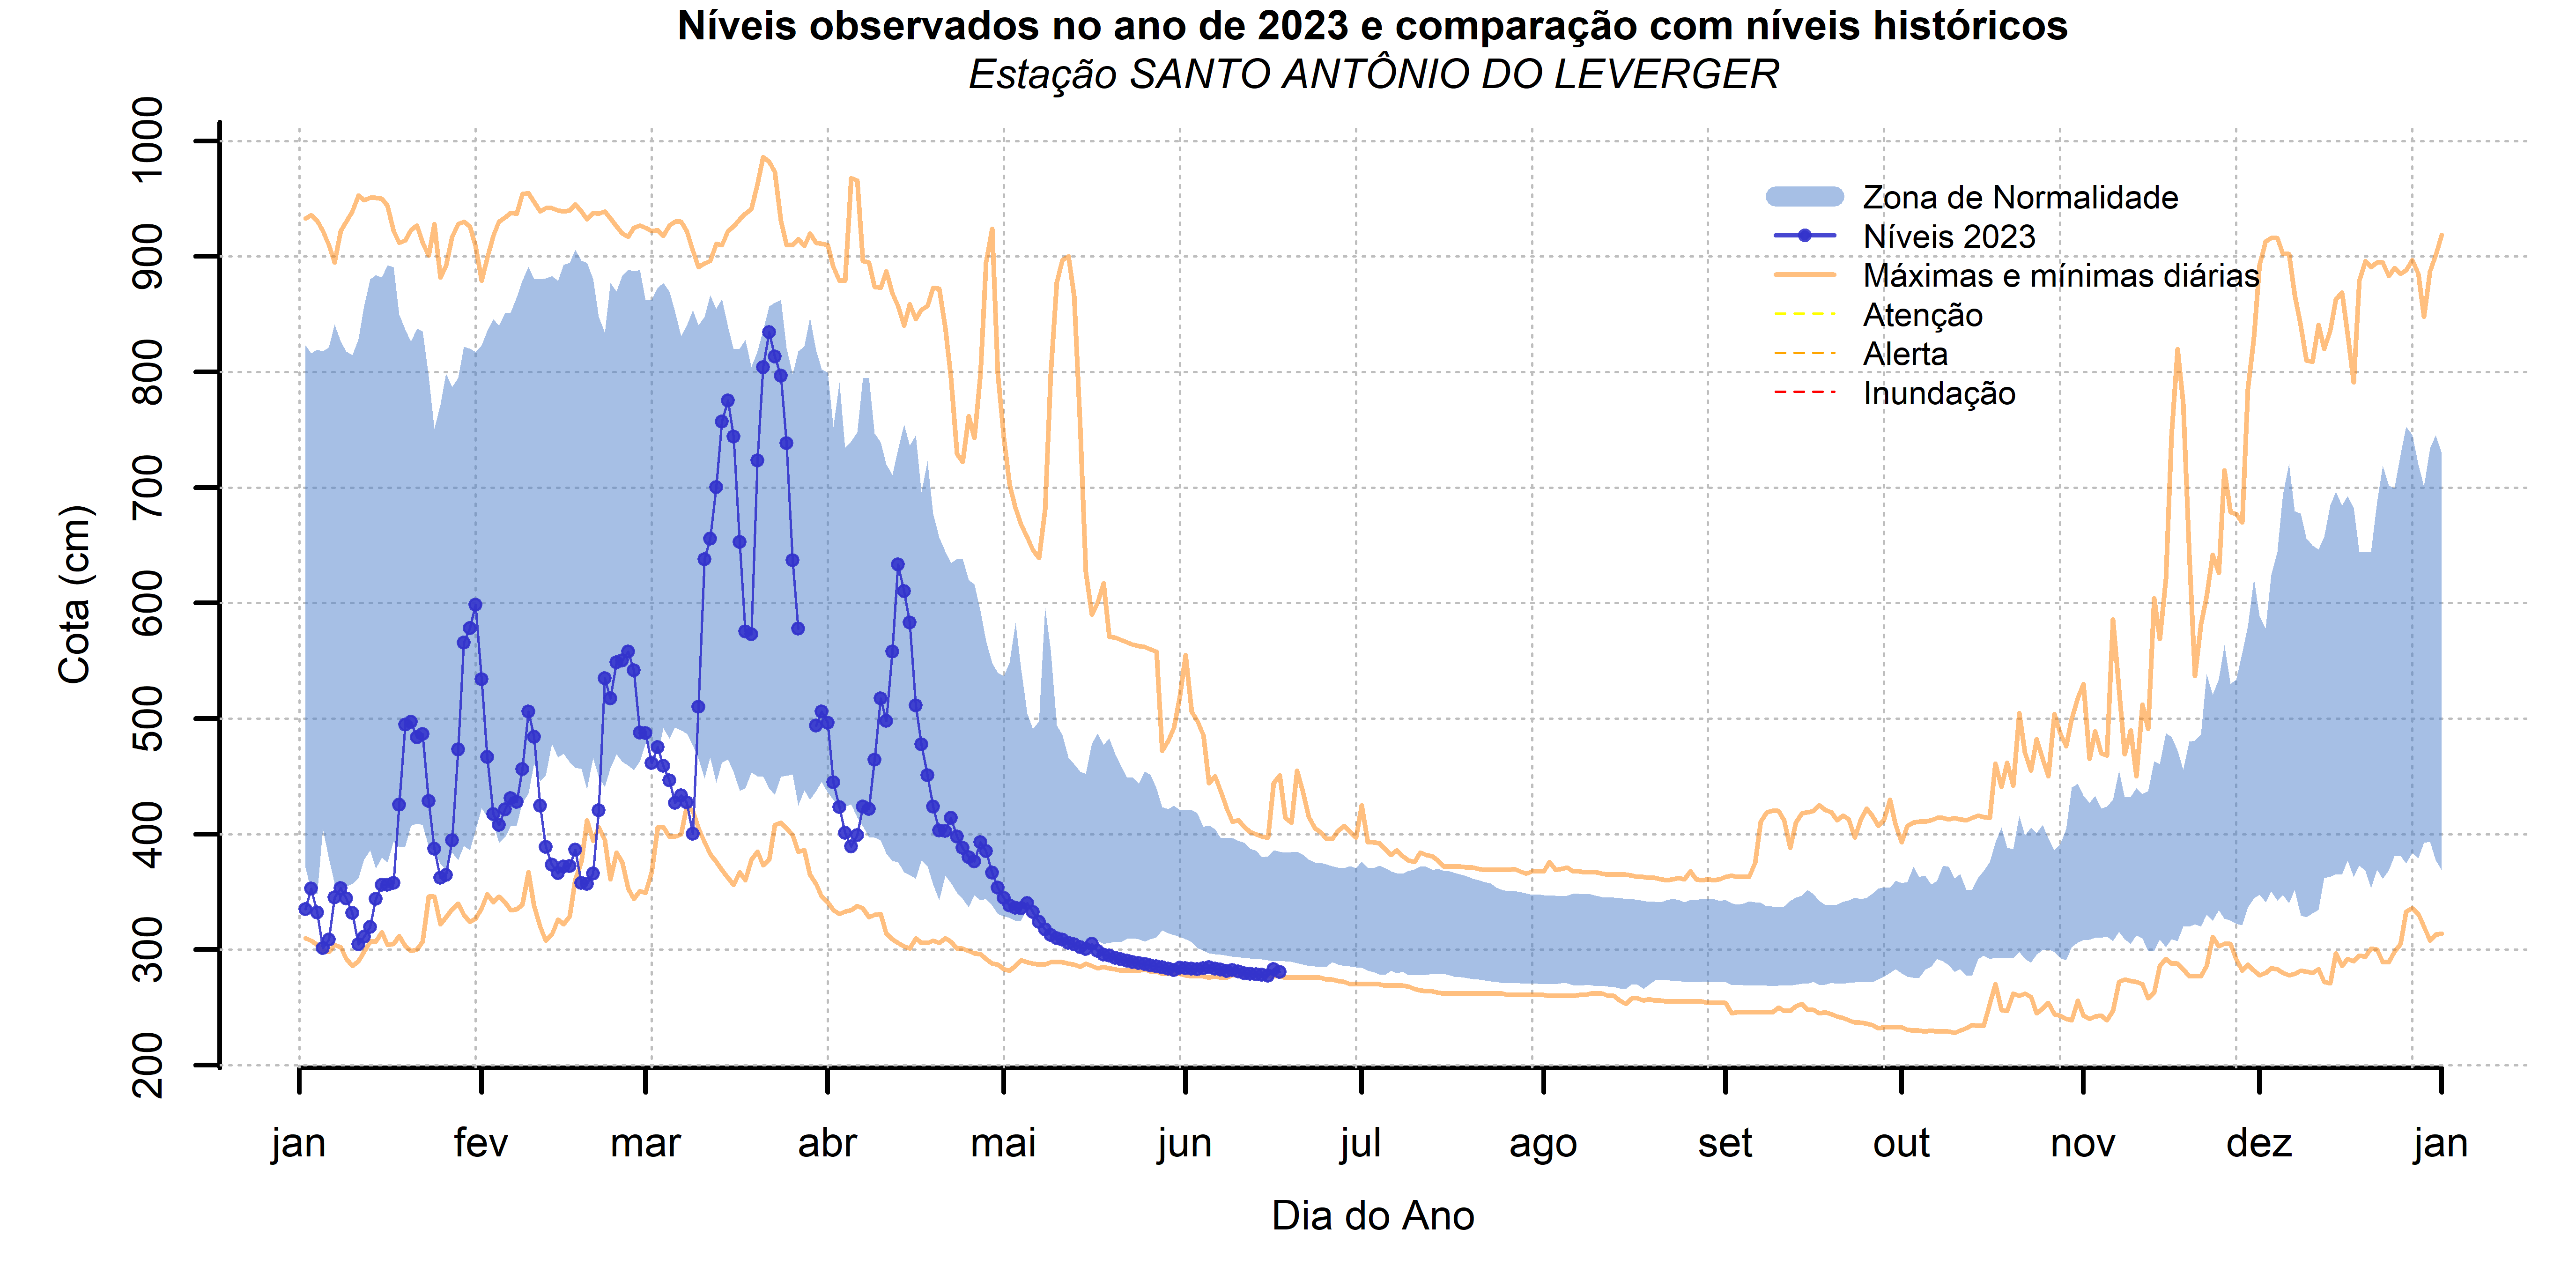 Níveis observados no ano de 2023 e comparação com níveis históricos
Estação SANTO ANTÔNIO DO LEVERGER
Cota (cm)
1000
900
800
700
600
500
400
300
200
Zona de Normalidade
Níveis 2023
Máximas e mínimas diárias
Atenção
Alerta
Inundação
jan fev mar abr mai jun jul ago set out nov dez jan
Dia do Ano